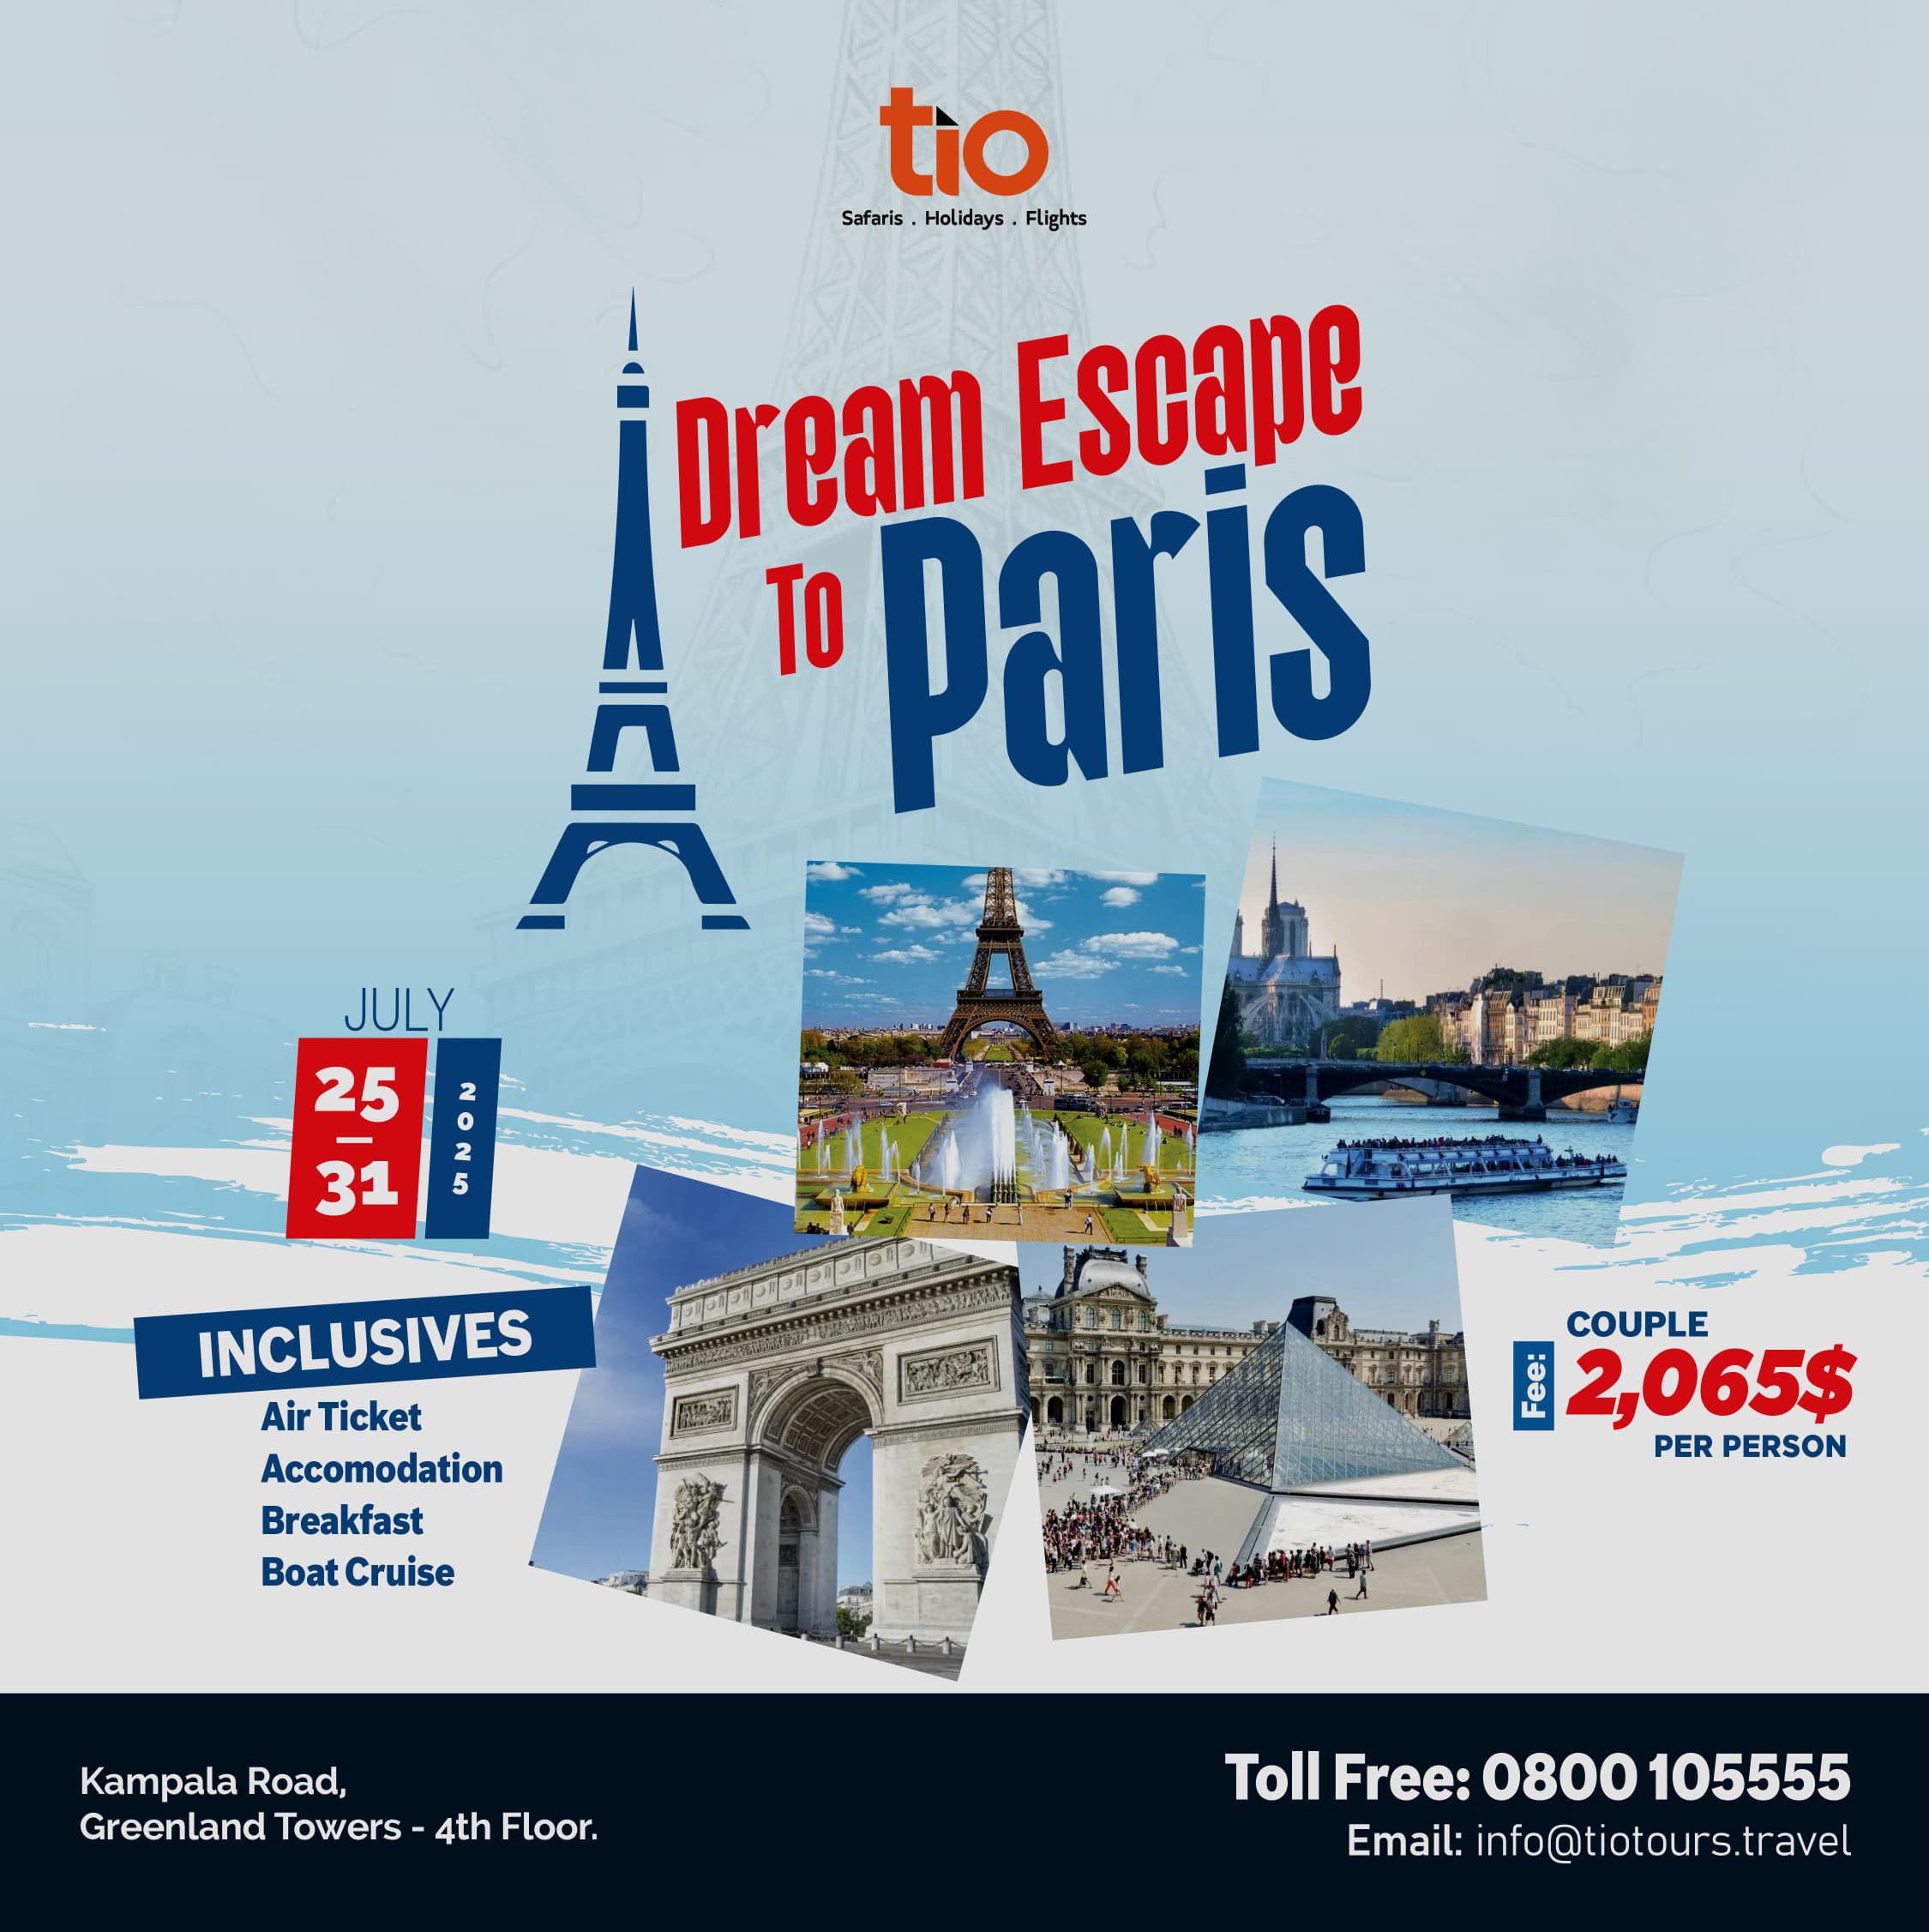 tio
Safaris . Holidays . Flights
Dream Escape
To Paris
JULY
25
—
31
2025
INCLUSIVES
Air Ticket
Accomodation
Breakfast
Boat Cruise
COUPLE
Fee: 2,065$
PER PERSON
Kampala Road,
Greenland Towers - 4th Floor.
Toll Free: 0800 105555
Email: info@tiotours.travel